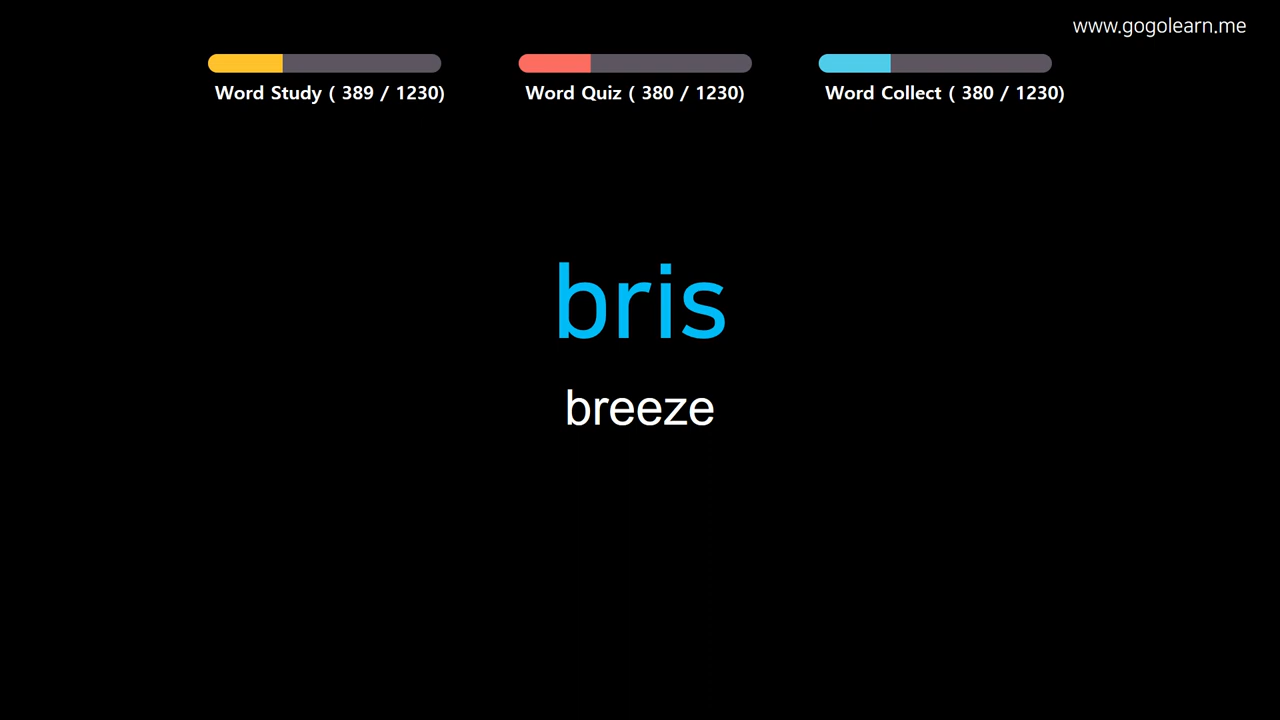 www.gogolearn.me
Word Study ( 389 / 1230)
Word Quiz ( 380 / 1230)
Word Collect ( 380 / 1230)
bris
breeze